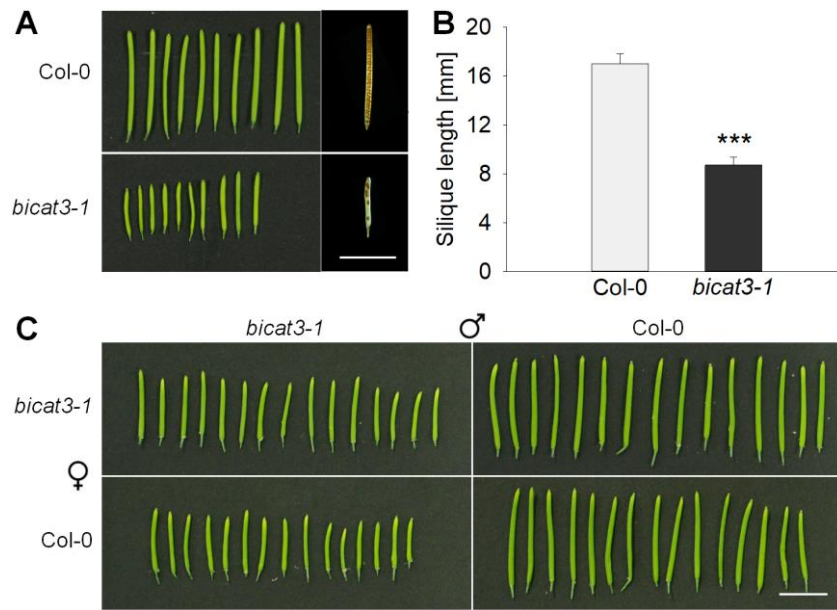 A
Col-0
bicat3-1
B
Silique length [mm]
20
16
12
8
4
0
***
Col-0
bicat3-1
C
bicat3-1
♂
Col-0
bicat3-1
♀
Col-0